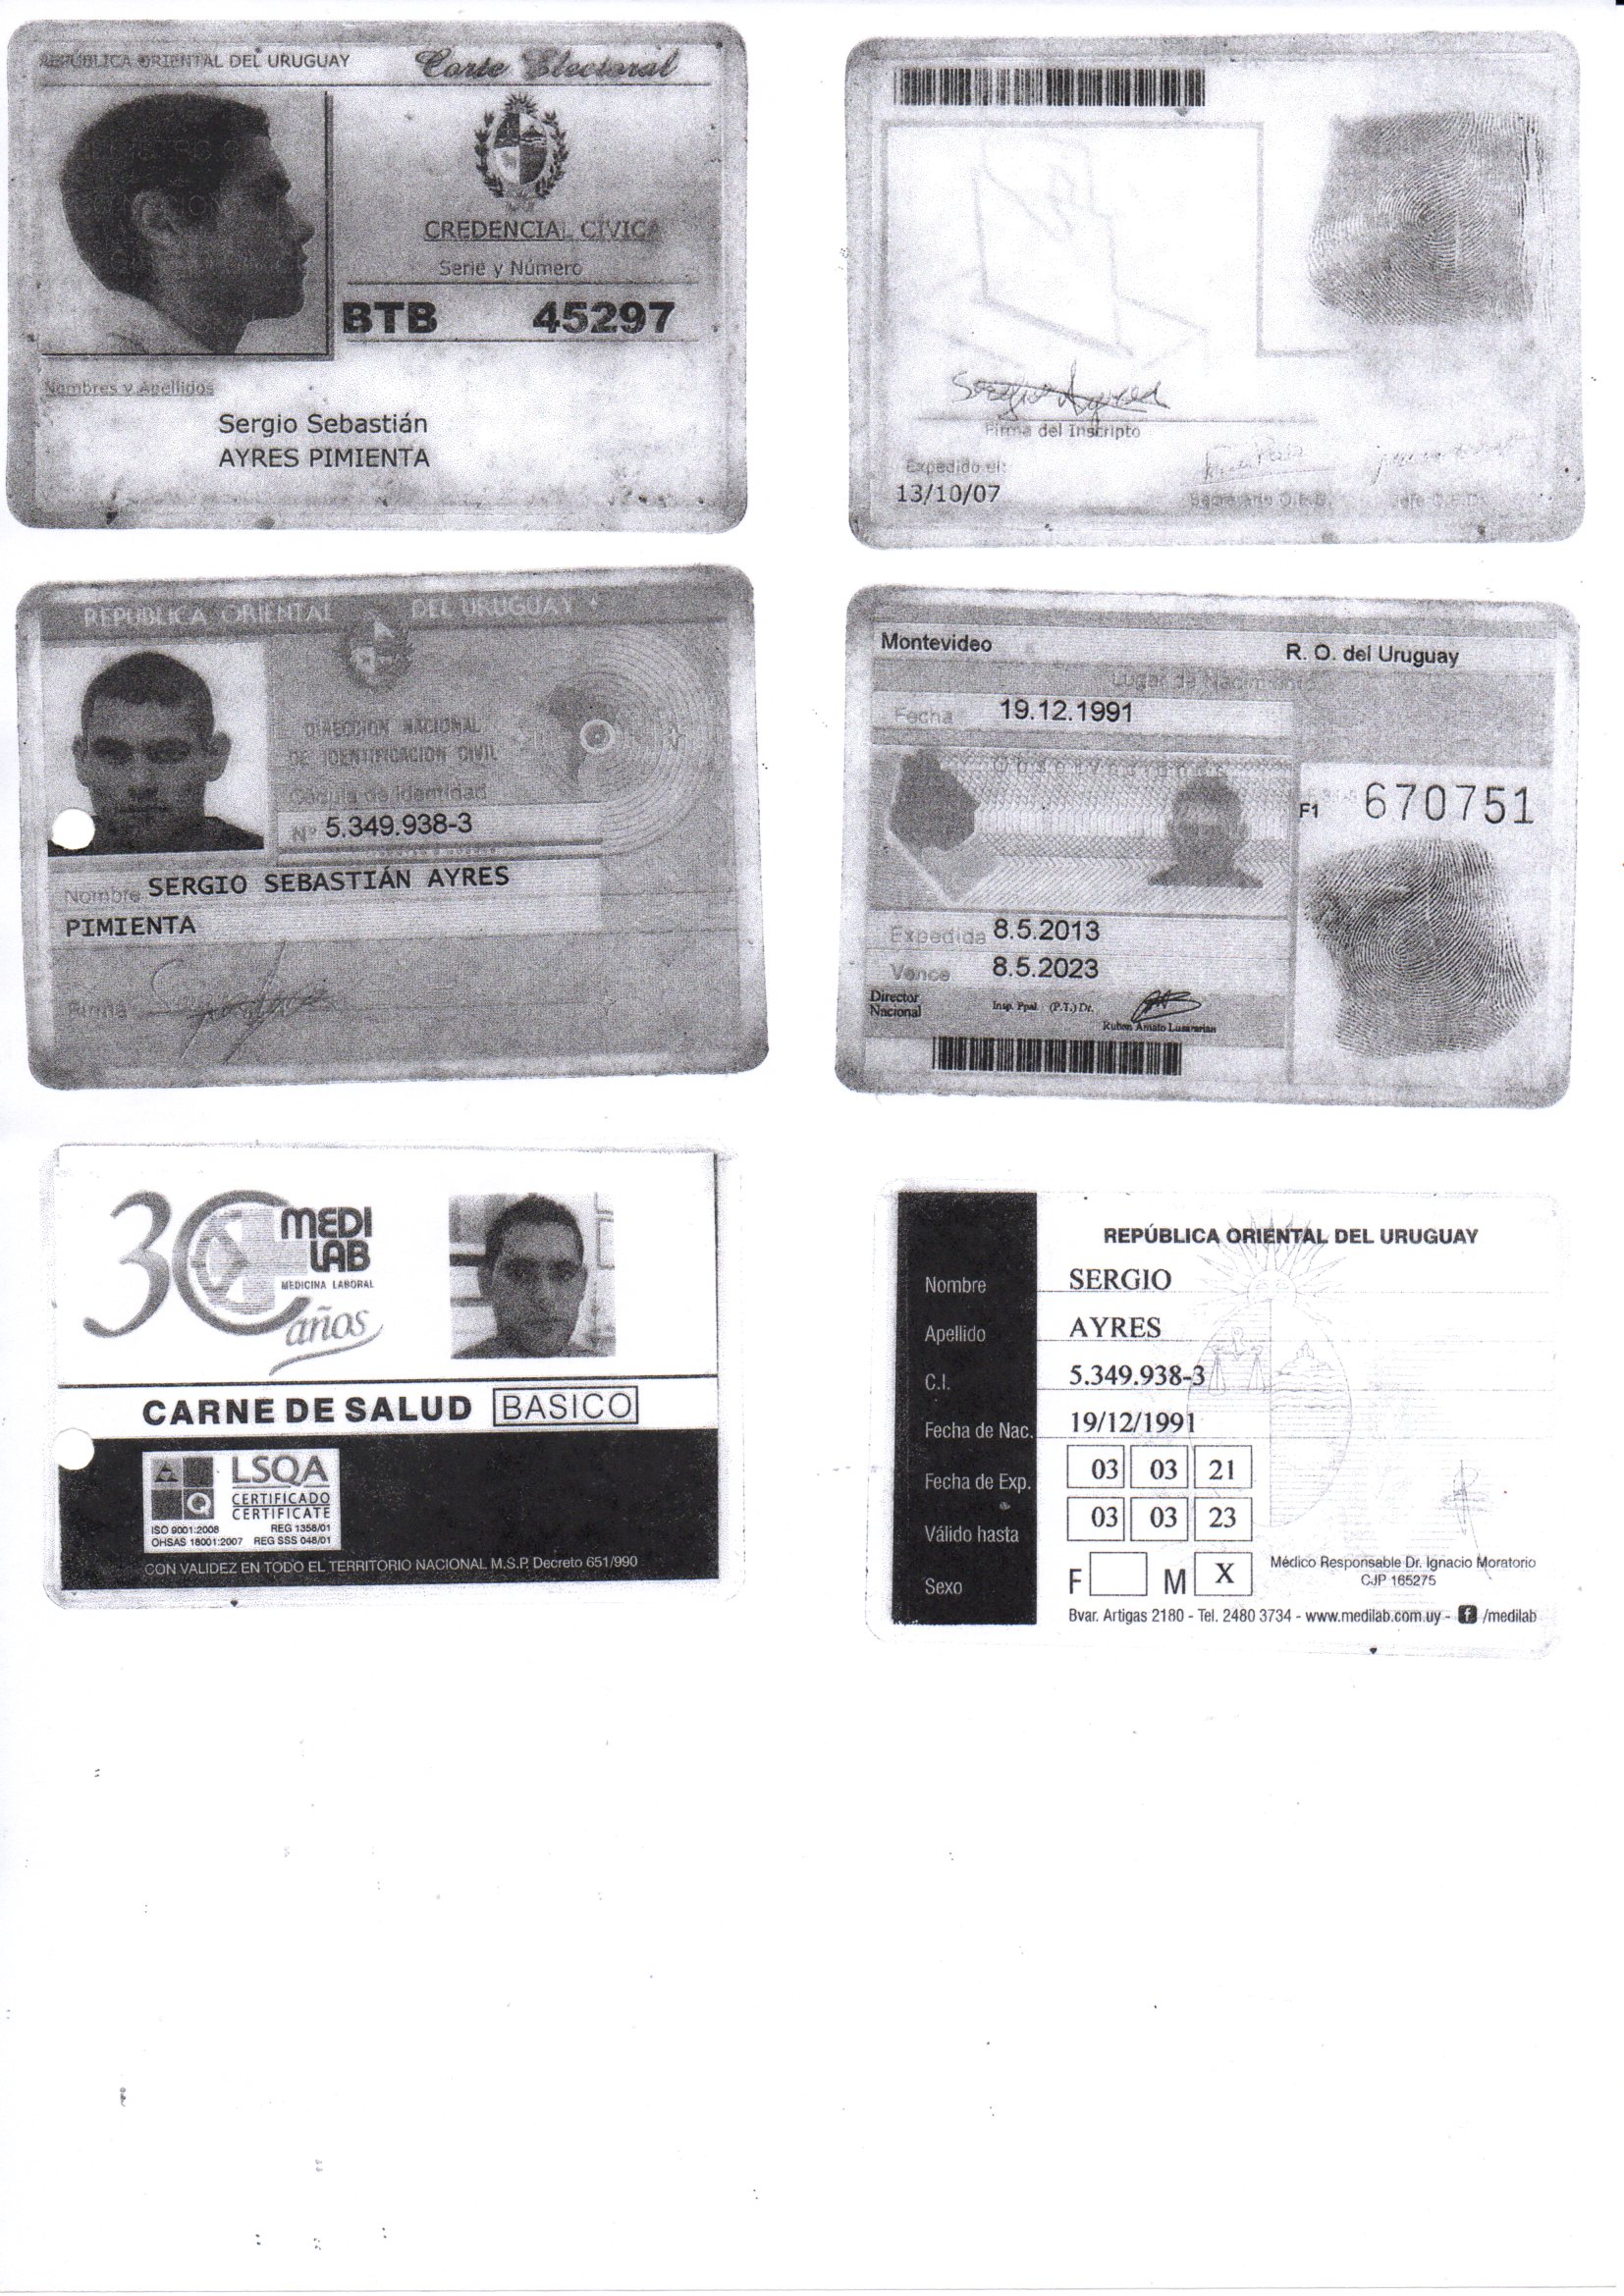 REPÚBLICA ORIENTAL DEL URUGUAY
Corte Electoral
CREDENCIAL CÍVICA
Serie y Número
BTB 45297
Nombres y Apellidos
Sergio Sebastián
AYRES PIMIENTA
Sergio Ayres
Firma del Inscripto
Expedido el:
13/10/07
Secretario O.E.D. Jefe O.E.D.
REPUBLICA ORIENTAL DEL URUGUAY
DIRECCION NACIONAL
DE IDENTIFICACION CIVIL
Cédula de Identidad
Nº 5.349.938-3
Nombre SERGIO SEBASTIÁN AYRES
PIMIENTA
Firma
Montevideo R. O. del Uruguay
Lugar de Nacimiento
Fecha 19.12.1991
Observaciones
F1 670751
Expedida 8.5.2013
Vence 8.5.2023
Director
Nacional
Insp. Ppal. (P.T.) Dr.
Ruben Amato Lusararian
30 años
MEDI
LAB
MEDICINA LABORAL
CARNE DE SALUD BASICO
LSQA
CERTIFICADO
CERTIFICATE
ISO 9001:2008 REG 1358/01
OHSAS 18001:2007 REG SSS 048/01
CON VALIDEZ EN TODO EL TERRITORIO NACIONAL M.S.P. Decreto 651/990
REPÚBLICA ORIENTAL DEL URUGUAY
Nombre SERGIO
Apellido AYRES
C.I. 5.349.938-3
Fecha de Nac. 19/12/1991
Fecha de Exp. 03 03 21
Válido hasta 03 03 23
Sexo F M X
Médico Responsable Dr. Ignacio Moratorio
CJP 165275
Bvar. Artigas 2180 - Tel. 2480 3734 - www.medilab.com.uy - f /medilab